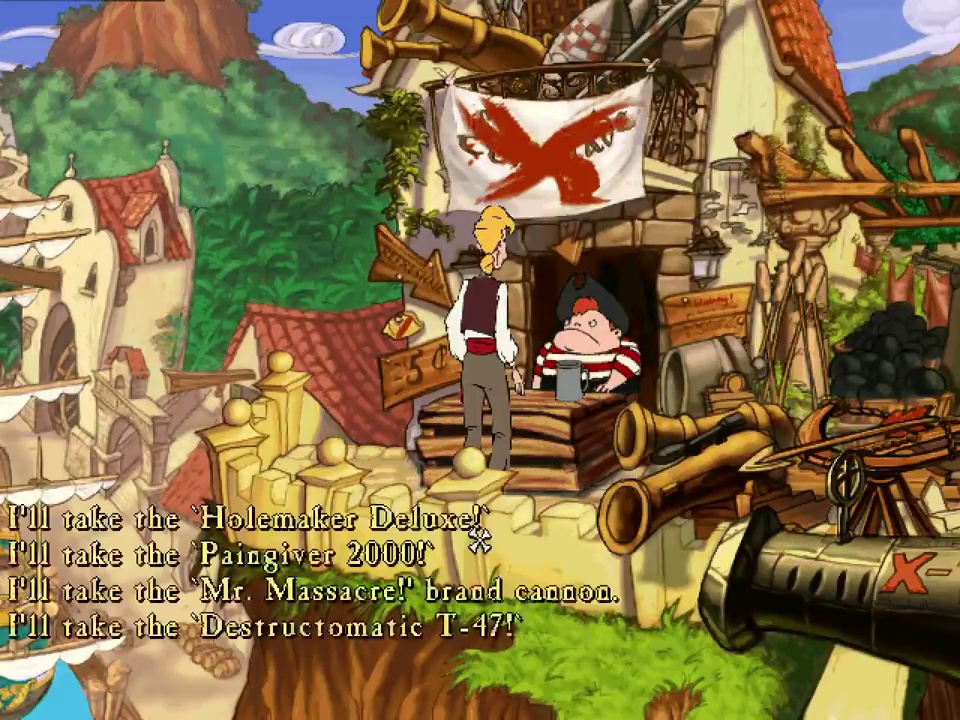 -5¢
X-
I'll take the `Holemaker Deluxe!`
I'll take the `Paingiver 2000!`
I'll take the `Mr. Massacre!" brand cannon.
I'll take the `Destructomatic T-47!`